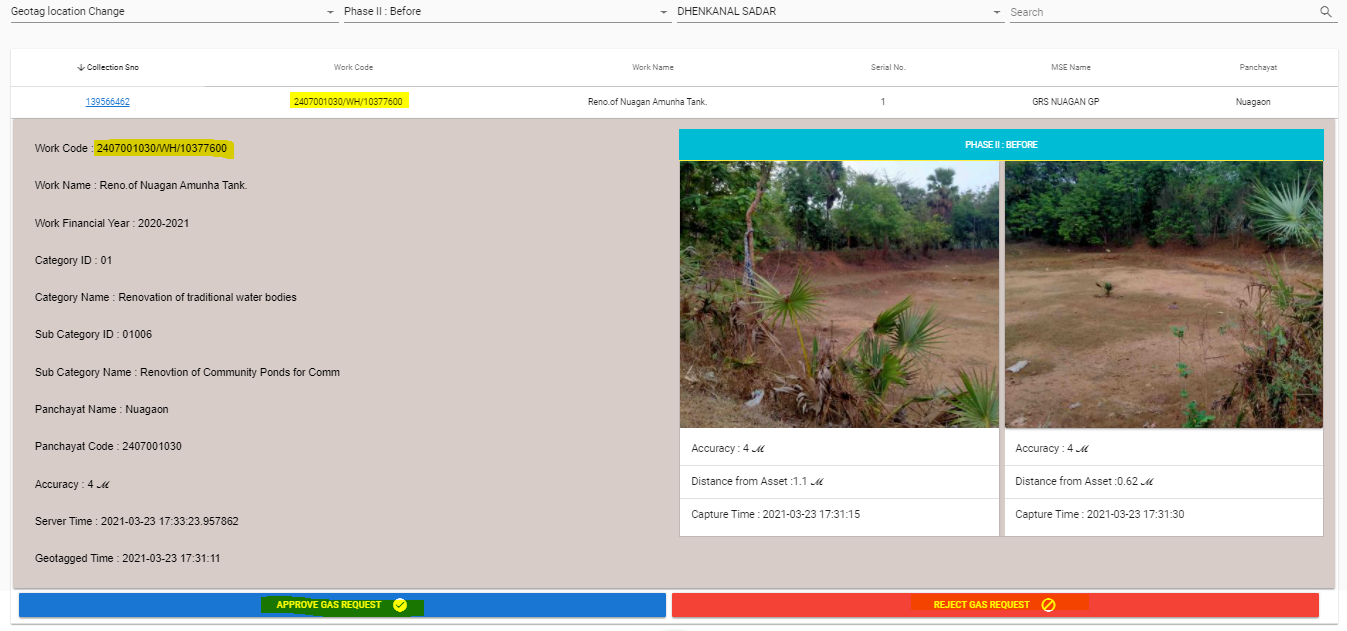 Geotag location Change
Phase II : Before
DHENKANAL SADAR
Search
Collection Sno
Work Code
Work Name
Serial No.
MSE Name
Panchayat
139566462
2407001030/WH/10377600
Reno.of Nuagan Amunha Tank.
1
GRS NUAGAN GP
Nuagaon
Work Code : 2407001030/WH/10377600
Work Name : Reno.of Nuagan Amunha Tank.
Work Financial Year : 2020-2021
Category ID : 01
Category Name : Renovation of traditional water bodies
Sub Category ID : 01006
Sub Category Name : Renovtion of Community Ponds for Comm
Panchayat Name : Nuagaon
Panchayat Code : 2407001030
Accuracy : 4 ℳ
Server Time : 2021-03-23 17:33:23.957862
Geotagged Time : 2021-03-23 17:31:11
PHASE II : BEFORE
Accuracy : 4 ℳ
Distance from Asset :1.1 ℳ
Capture Time : 2021-03-23 17:31:15
Accuracy : 4 ℳ
Distance from Asset :0.62 ℳ
Capture Time : 2021-03-23 17:31:30
APPROVE GAS REQUEST
REJECT GAS REQUEST